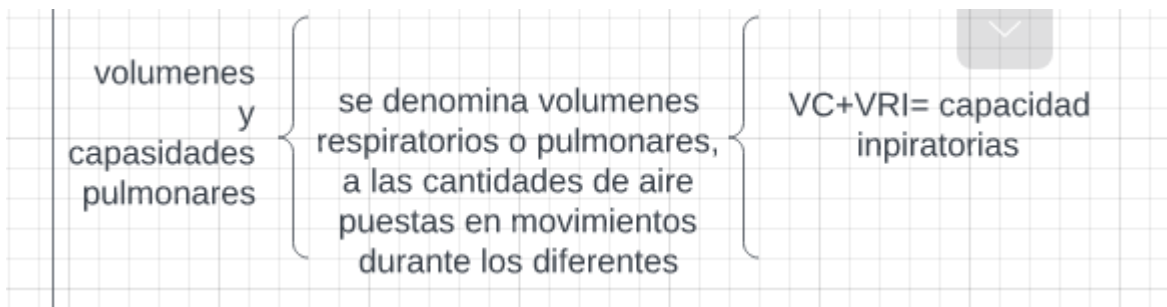 volumenes
y
capasidades
pulmonares
se denomina volumenes
respiratorios o pulmonares,
a las cantidades de aire
puestas en movimientos
durante los diferentes
VC+VRI= capacidad
inpiratorias